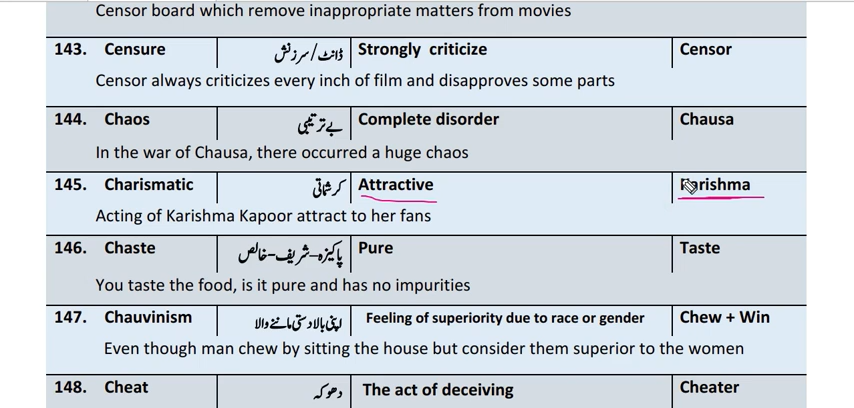 Censor board which remove inappropriate matters from movies
143. Censure ڈانٹ/سرزنش Strongly criticize Censor
Censor always criticizes every inch of film and disapproves some parts
144. Chaos بے ترتیبی Complete disorder Chausa
In the war of Chausa, there occurred a huge chaos
145. Charismatic کرشماتی Attractive Karishma
Acting of Karishma Kapoor attract to her fans
146. Chaste پاکیزہ–شریف–خالص Pure Taste
You taste the food, is it pure and has no impurities
147. Chauvinism اپنی بالادستی ماننے والا Feeling of superiority due to race or gender Chew + Win
Even though man chew by sitting the house but consider them superior to the women
148. Cheat دھوکہ The act of deceiving Cheater